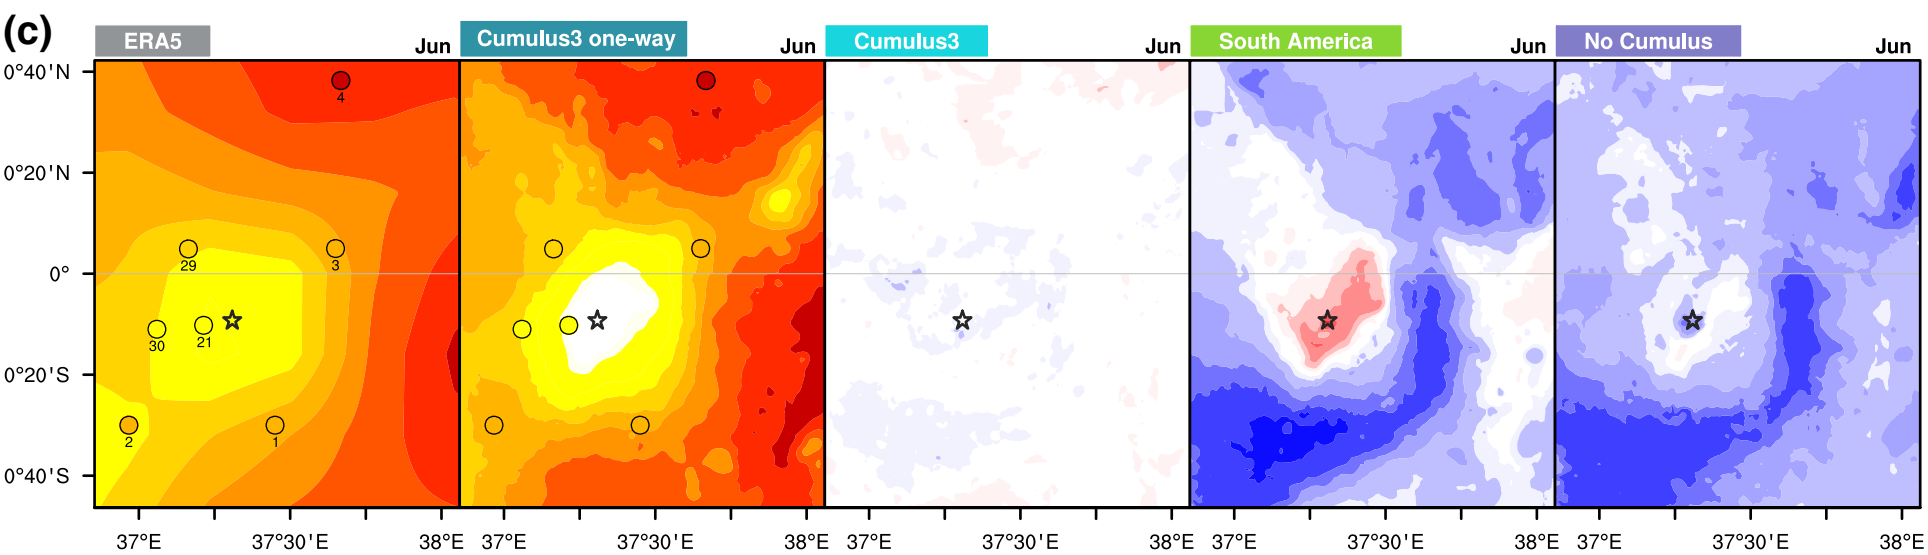 (c)
ERA5 Jun
Cumulus3 one-way Jun
Cumulus3 Jun
South America Jun
No Cumulus Jun
0°40'N
0°20'N
0°
0°20'S
0°40'S
4
29
3
30
21
2
1
37°E 37°30'E 38°E
37°E 37°30'E 38°E
37°E 37°30'E 38°E
37°E 37°30'E 38°E
37°E 37°30'E 38°E